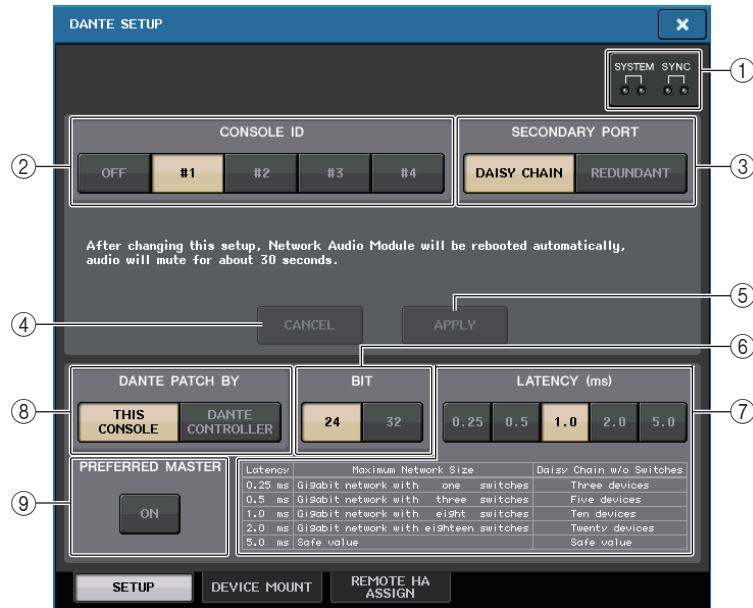 DANTE SETUP
SYSTEM SYNC
①
CONSOLE ID
SECONDARY PORT
②
OFF #1 #2 #3 #4
DAISY CHAIN REDUNDANT
③
After changing this setup, Network Audio Module will be rebooted automatically,
audio will mute for about 30 seconds.
④
CANCEL
APPLY
⑤
⑥
DANTE PATCH BY
BIT
LATENCY (ms)
⑧
THIS CONSOLE
DANTE CONTROLLER
24 32
0.25 0.5 1.0 2.0 5.0
⑦
PREFERRED MASTER
⑨
ON
Latency Maximum Network Size Daisy Chain w/o Switches
0.25 ms Gigabit network with one switches Three devices
0.5 ms Gigabit network with three switches Five devices
1.0 ms Gigabit network with eight switches Ten devices
2.0 ms Gigabit network with eighteen switches Twenty devices
5.0 ms Safe value Safe value
SETUP
DEVICE MOUNT
REMOTE HA ASSIGN